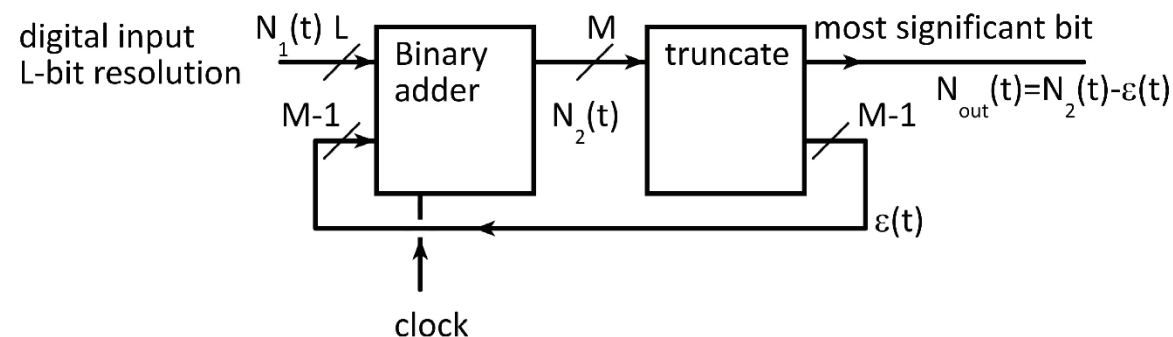 digital input
L-bit resolution
N₁(t) L
M-1
Binary
adder
M
N₂(t)
truncate
most significant bit
Nout(t)=N₂(t)-ε(t)
M-1
ε(t)
clock